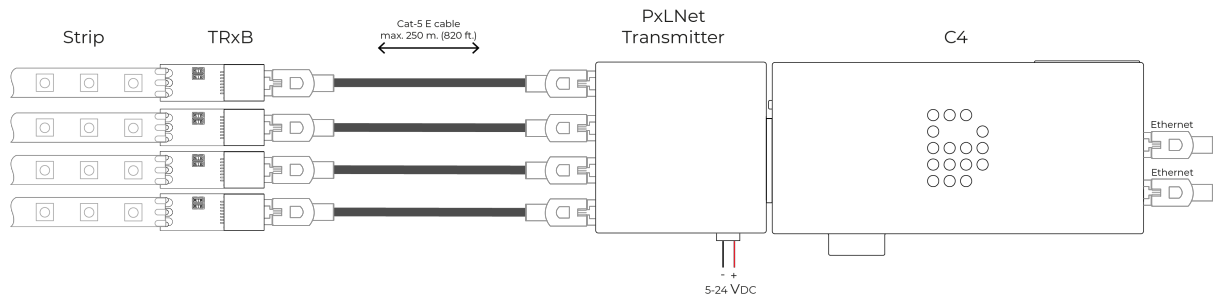 Strip
TRxB
Cat-5 E cable
max. 250 m. (820 ft.)
PxLNet
Transmitter
C4
Ethernet
Ethernet
- +
5-24 VDC